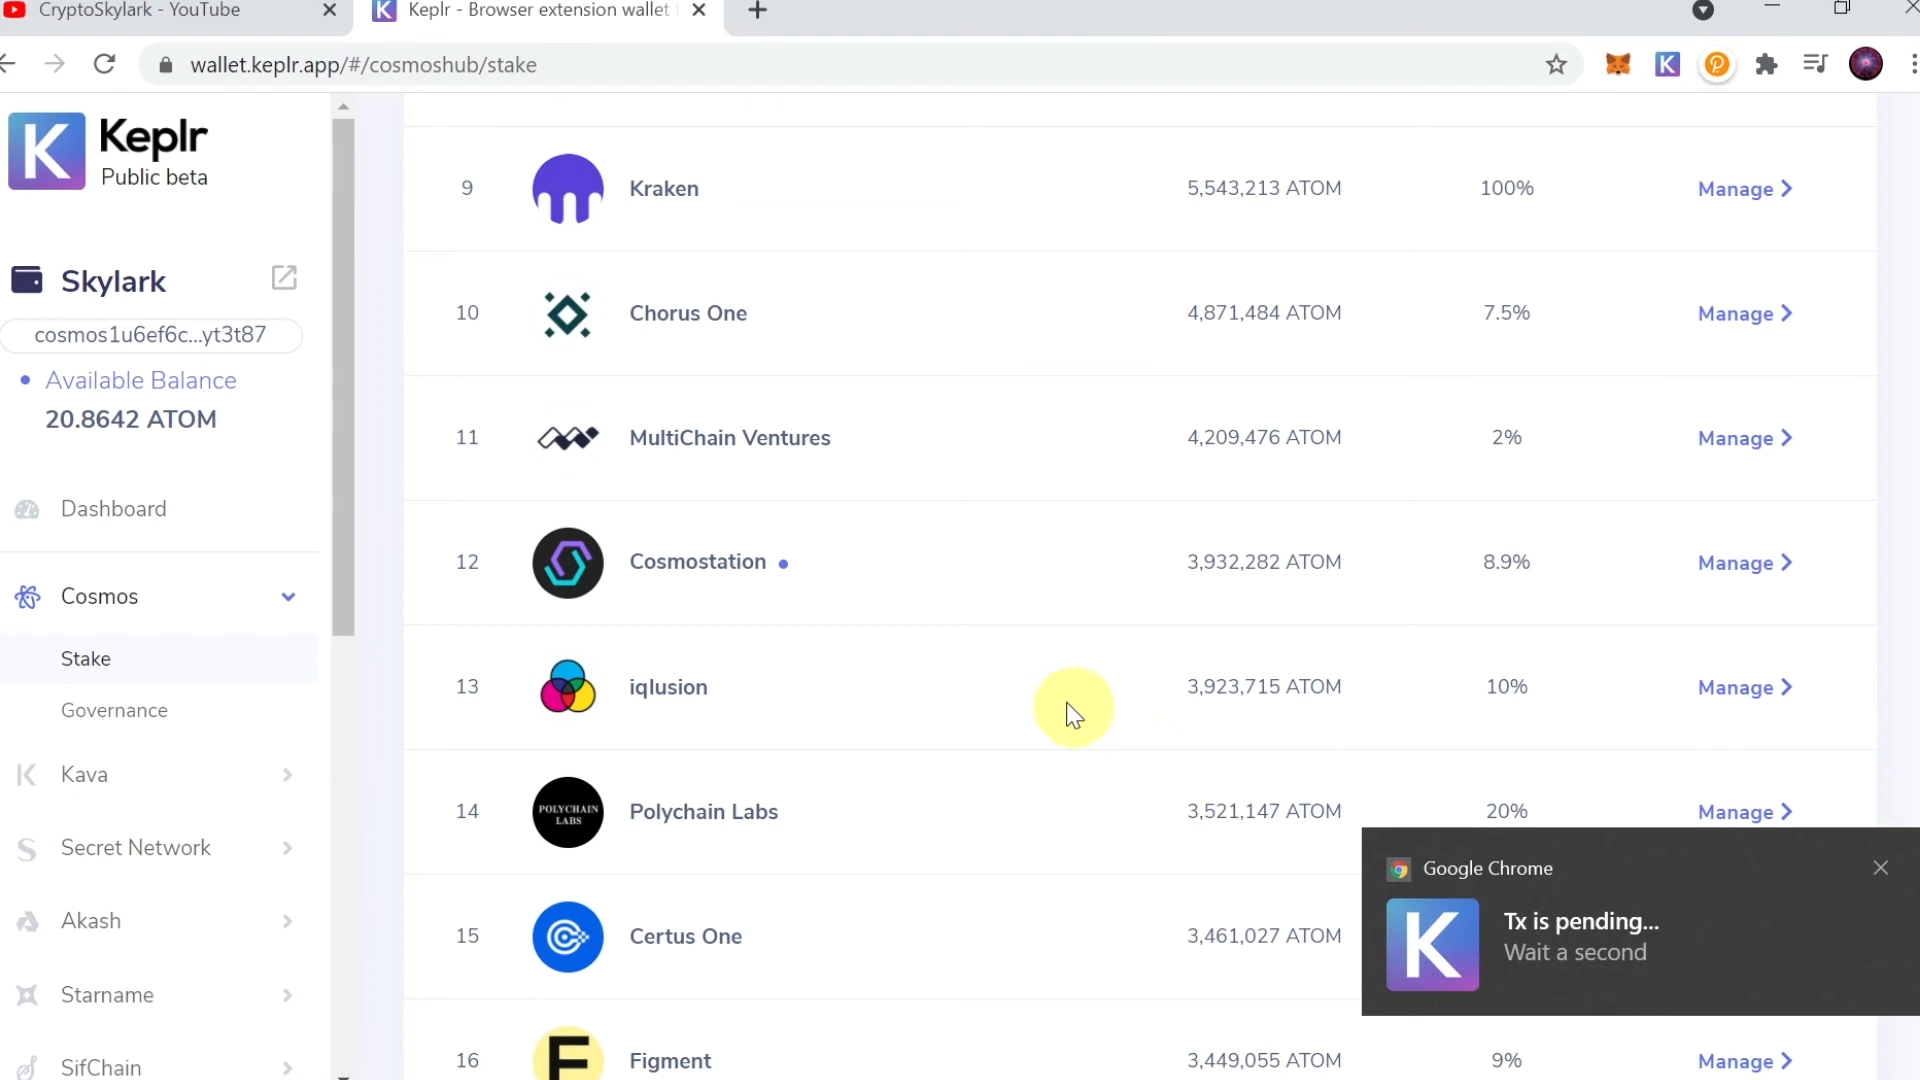 CryptoSkylark - YouTube
Keplr - Browser extension wallet
wallet.keplr.app/#/cosmoshub/stake
Keplr
Public beta
Skylark
cosmos1u6ef6c...yt3t87
Available Balance
20.8642 ATOM
Dashboard
Cosmos
Stake
Governance
Kava
Secret Network
Akash
Starname
SifChain
9 Kraken 5,543,213 ATOM 100% Manage
10 Chorus One 4,871,484 ATOM 7.5% Manage
11 MultiChain Ventures 4,209,476 ATOM 2% Manage
12 Cosmostation 3,932,282 ATOM 8.9% Manage
13 iqlusion 3,923,715 ATOM 10% Manage
14 POLYCHAIN LABS Polychain Labs 3,521,147 ATOM 20% Manage
15 Certus One 3,461,027 ATOM
16 Figment 3,449,055 ATOM 9% Manage
Google Chrome
Tx is pending...
Wait a second